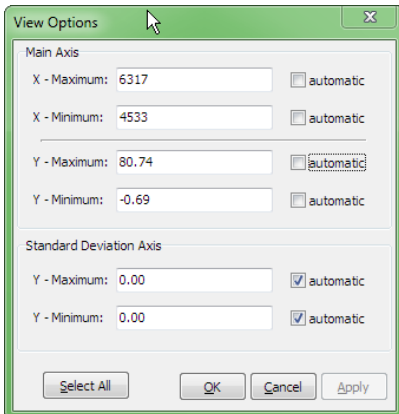 View Options
Main Axis
X - Maximum: 6317 automatic
X - Minimum: 4533 automatic
Y - Maximum: 80.74 automatic
Y - Minimum: -0.69 automatic
Standard Deviation Axis
Y - Maximum: 0.00 automatic
Y - Minimum: 0.00 automatic
Select All OK Cancel Apply